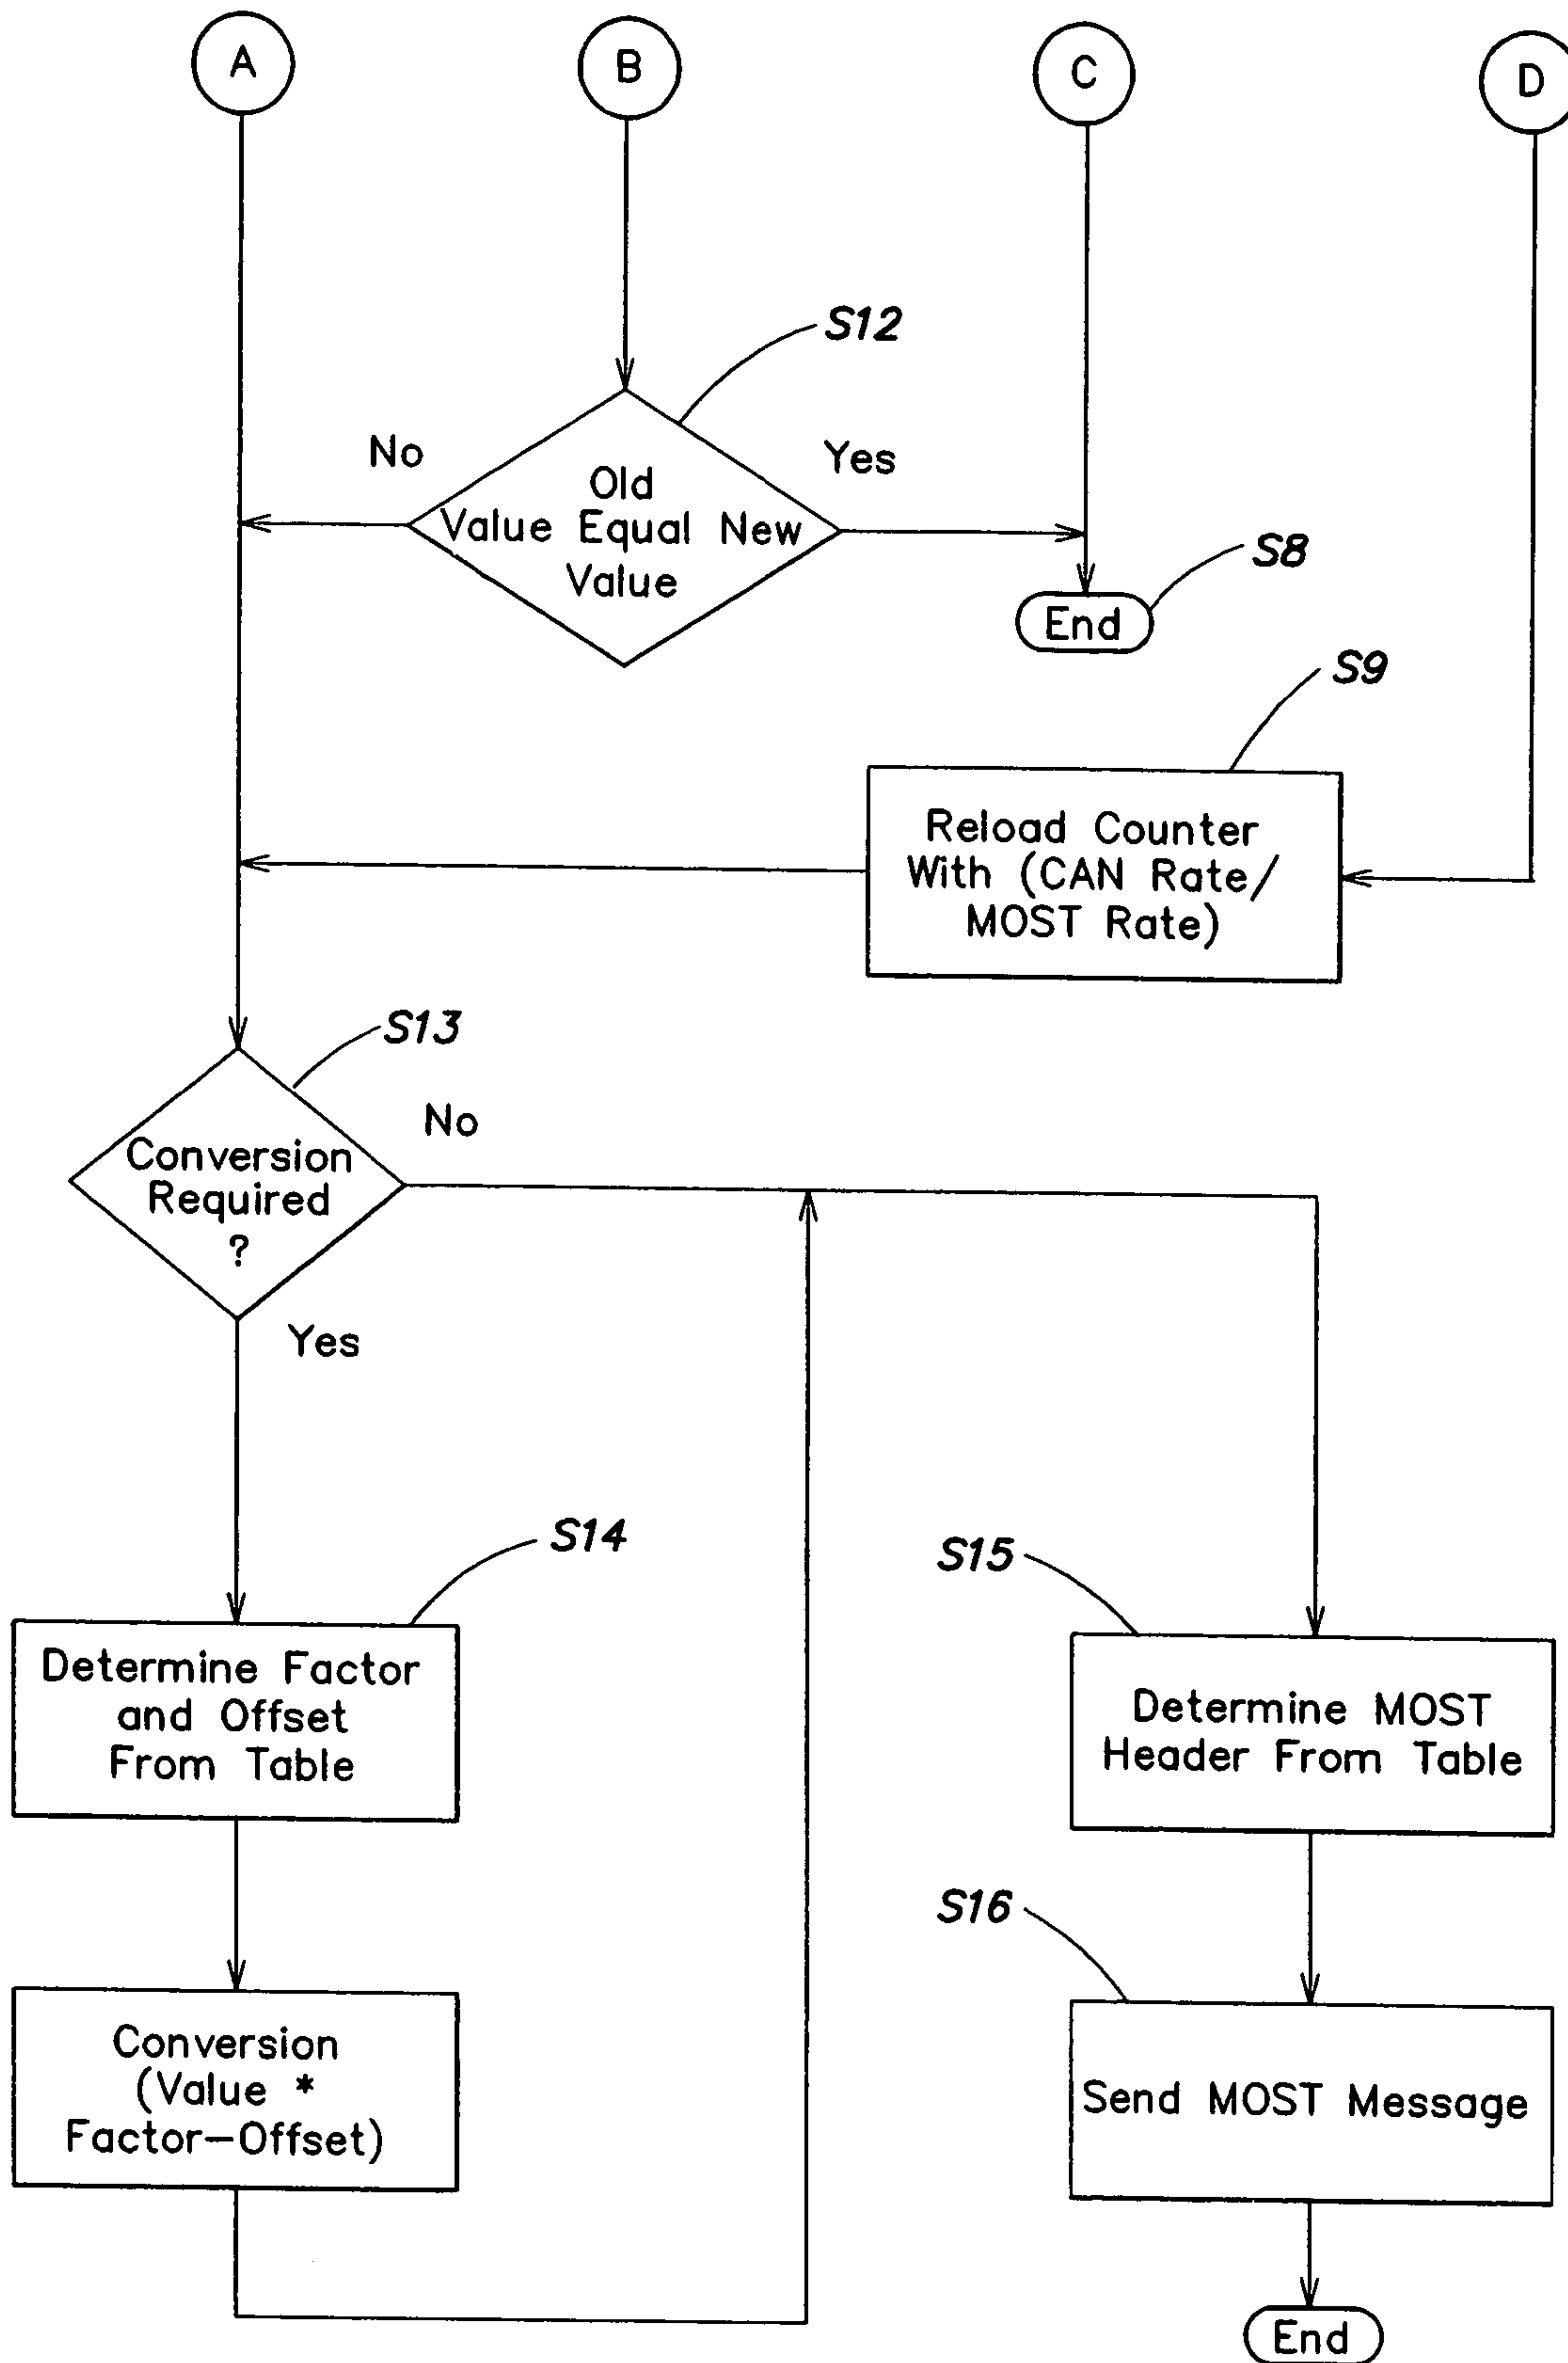 A
B
C
D
S12
No
Yes
Old
Value Equal New
Value
S8
End
S9
Reload Counter
With (CAN Rate/
MOST Rate)
S13
No
Conversion
Required
?
Yes
S14
Determine Factor
and Offset
From Table
S15
Determine MOST
Header From Table
Conversion
(Value *
Factor-Offset)
S16
Send MOST Message
End